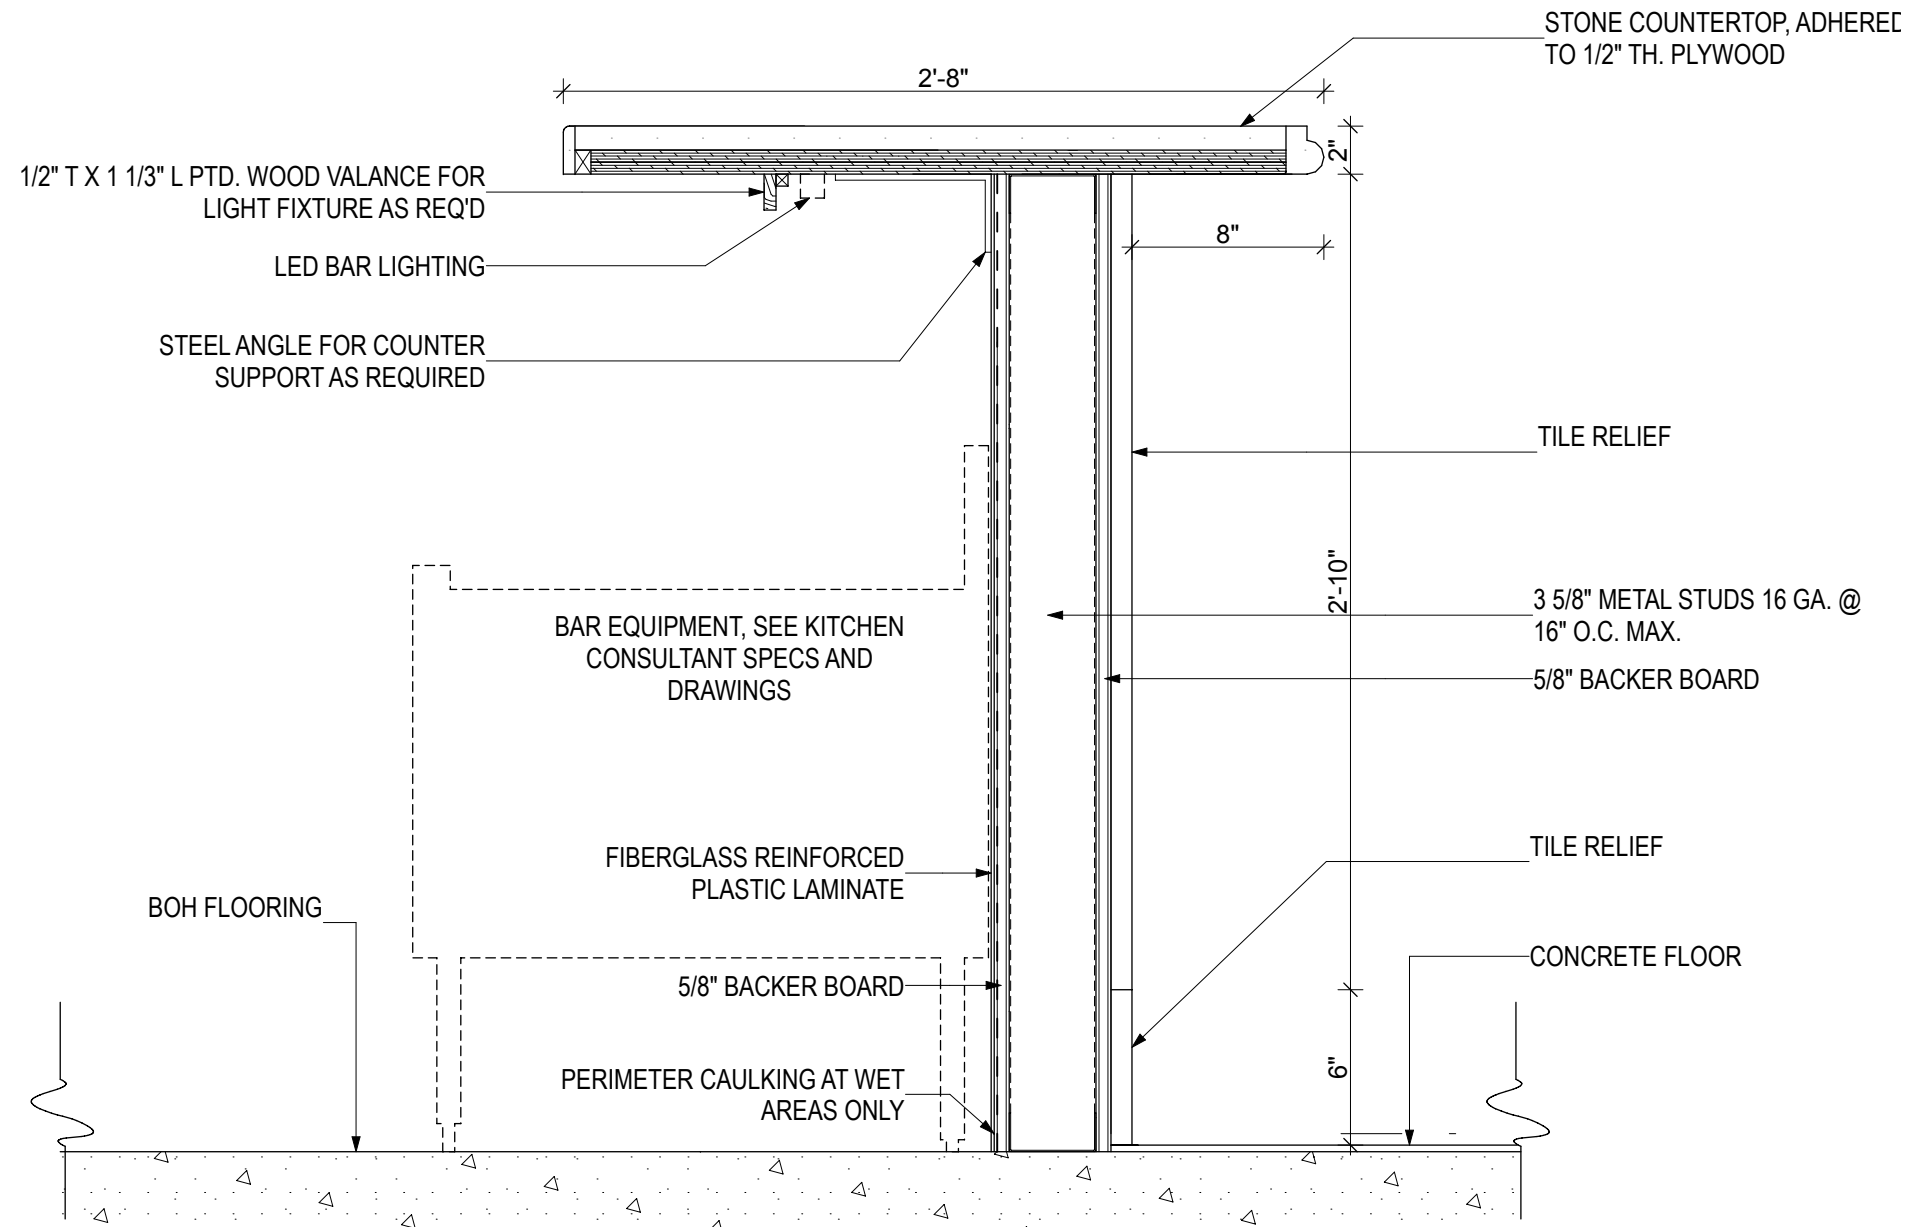 STONE COUNTERTOP, ADHERED
TO 1/2" TH. PLYWOOD
2'-8"
2"
1/2" T X 1 1/3" L PTD. WOOD VALANCE FOR
LIGHT FIXTURE AS REQ'D
8"
LED BAR LIGHTING
STEEL ANGLE FOR COUNTER
SUPPORT AS REQUIRED
TILE RELIEF
2'-10"
3 5/8" METAL STUDS 16 GA. @
16" O.C. MAX.
BAR EQUIPMENT, SEE KITCHEN
CONSULTANT SPECS AND
DRAWINGS
5/8" BACKER BOARD
TILE RELIEF
FIBERGLASS REINFORCED
PLASTIC LAMINATE
BOH FLOORING
CONCRETE FLOOR
5/8" BACKER BOARD
6"
PERIMETER CAULKING AT WET
AREAS ONLY